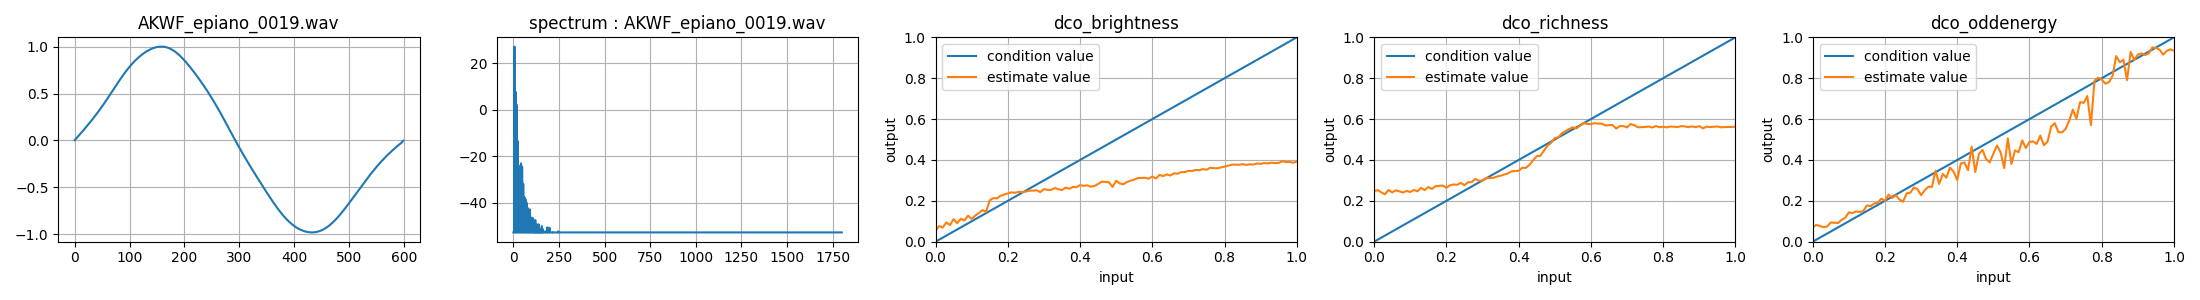 AKWF_epiano_0019.wav
1.0
0.5
0.0
−0.5
−1.0
0 100 200 300 400 500 600
spectrum : AKWF_epiano_0019.wav
20
0
−20
−40
0 250 500 750 1000 1250 1500 1750
dco_brightness
condition value
estimate value
output
1.0
0.8
0.6
0.4
0.2
0.0
0.0 0.2 0.4 0.6 0.8 1.0
input
dco_richness
condition value
estimate value
output
1.0
0.8
0.6
0.4
0.2
0.0
0.0 0.2 0.4 0.6 0.8 1.0
input
dco_oddenergy
condition value
estimate value
output
1.0
0.8
0.6
0.4
0.2
0.0
0.0 0.2 0.4 0.6 0.8 1.0
input